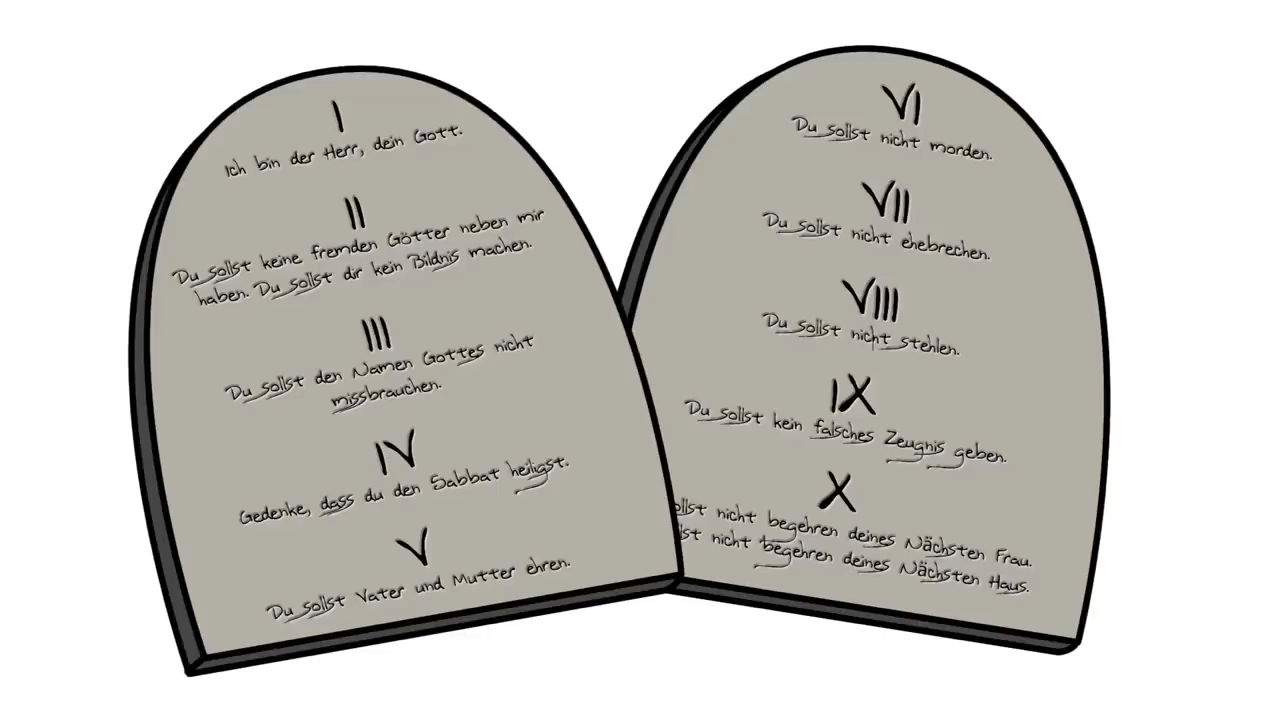 I
Ich bin der Herr, dein Gott.
II
Du sollst keine fremden Götter neben mir
haben. Du sollst dir kein Bildnis machen.
III
Du sollst den Namen Gottes nicht
missbrauchen.
IV
Gedenke, dass du den Sabbat heiligst.
V
Du sollst Vater und Mutter ehren.
VI
Du sollst nicht morden.
VII
Du sollst nicht ehebrechen.
VIII
Du sollst nicht stehlen.
IX
Du sollst kein falsches Zeugnis geben.
X
ollst nicht begehren deines Nächsten Frau.
lst nicht begehren deines Nächsten Haus.